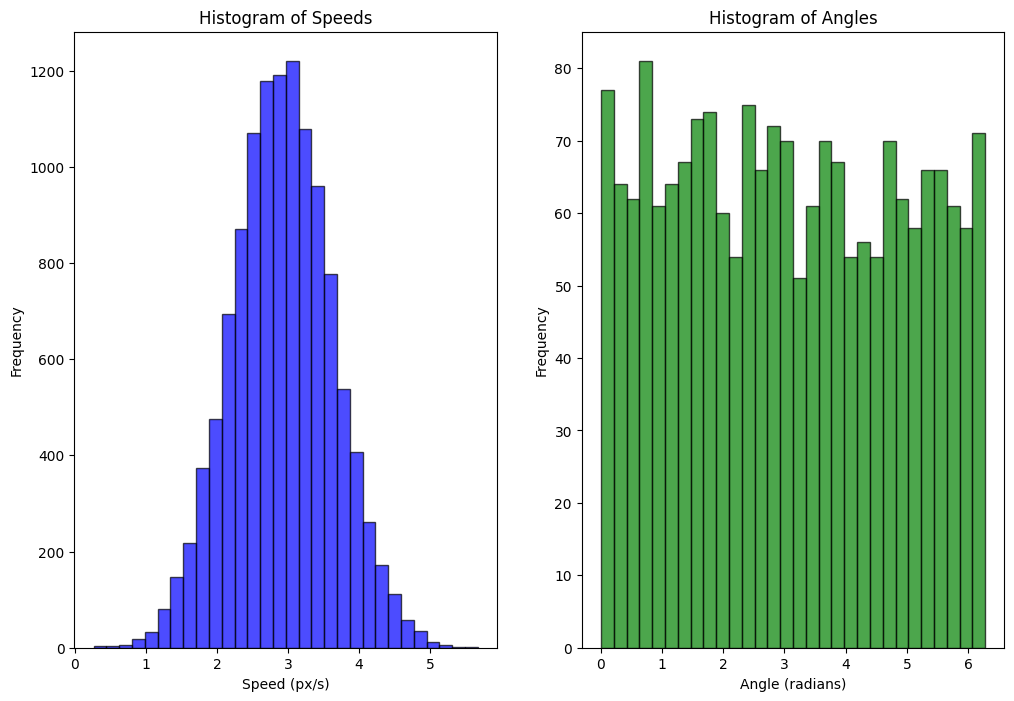 Histogram of Speeds
1200
1000
800
600
400
200
0
Frequency
0 1 2 3 4 5
Speed (px/s)
Histogram of Angles
80
70
60
50
40
30
20
10
0
Frequency
0 1 2 3 4 5 6
Angle (radians)